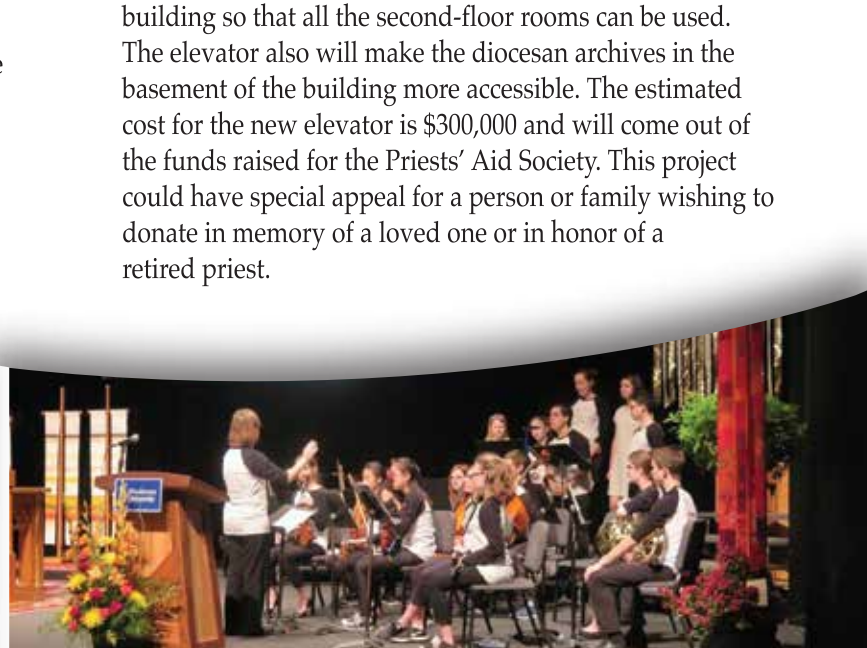 building so that all the second-floor rooms can be used.
e
The elevator also will make the diocesan archives in the
basement of the building more accessible. The estimated
cost for the new elevator is $300,000 and will come out of
the funds raised for the Priests’ Aid Society. This project
could have special appeal for a person or family wishing to
donate in memory of a loved one or in honor of a
retired priest.